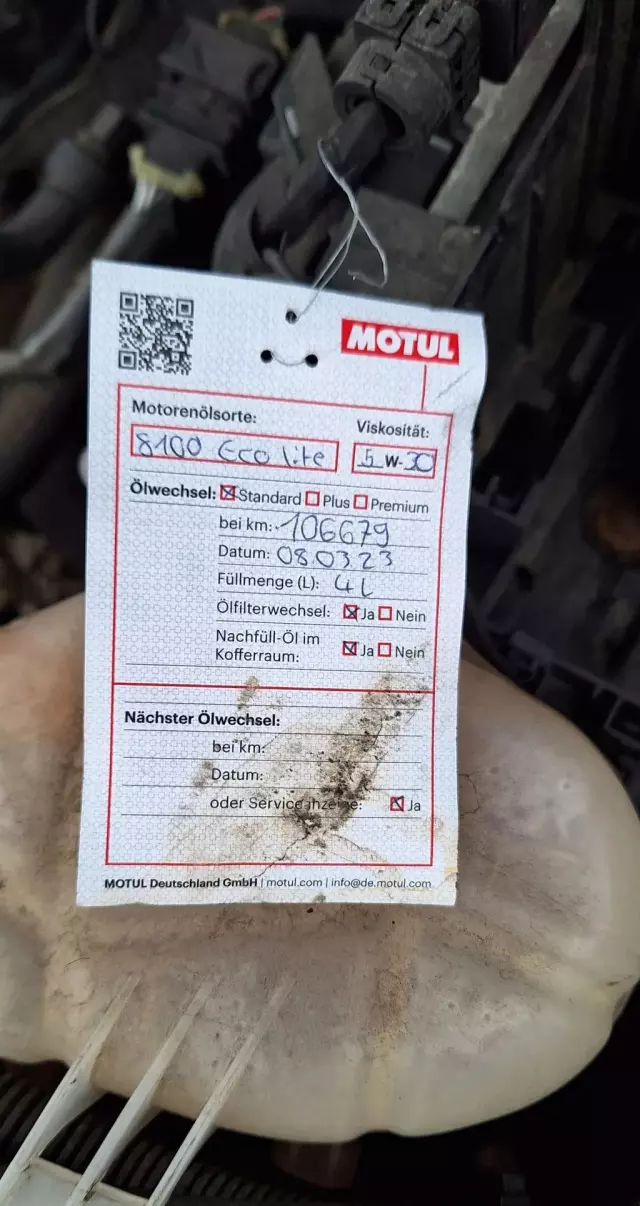 MOTUL
Motorenölsorte: Viskosität:
8100 Eco lite 5 W-30
Ölwechsel: Standard Plus Premium
bei km: 106679
Datum: 08.03.23
Füllmenge (L): 4L
Ölfilterwechsel: Ja Nein
Nachfüll-Öl im
Kofferraum: Ja Nein
Nächster Ölwechsel:
bei km:
Datum:
oder Serviceanzeige: Ja
MOTUL Deutschland GmbH | motul.com | info@de.motul.com